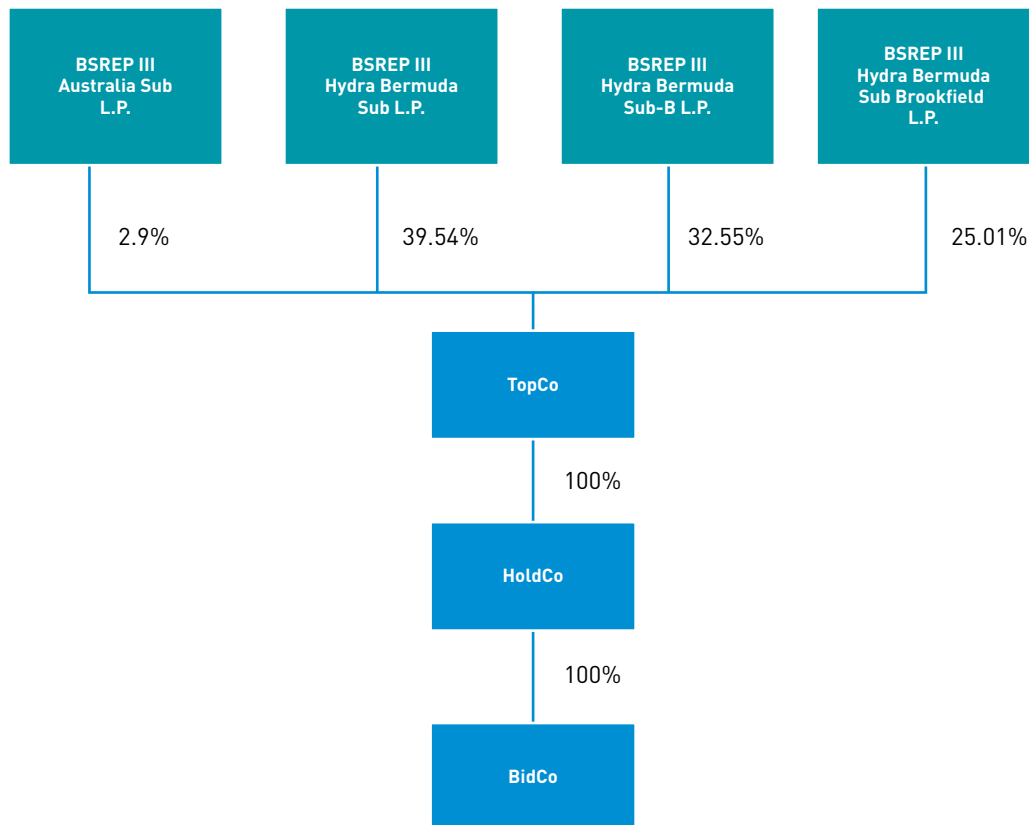 BSREP III
Australia Sub
L.P.
BSREP III
Hydra Bermuda
Sub L.P.
BSREP III
Hydra Bermuda
Sub-B L.P.
BSREP III
Hydra Bermuda
Sub Brookfield
L.P.
2.9%
39.54%
32.55%
25.01%
TopCo
100%
HoldCo
100%
BidCo